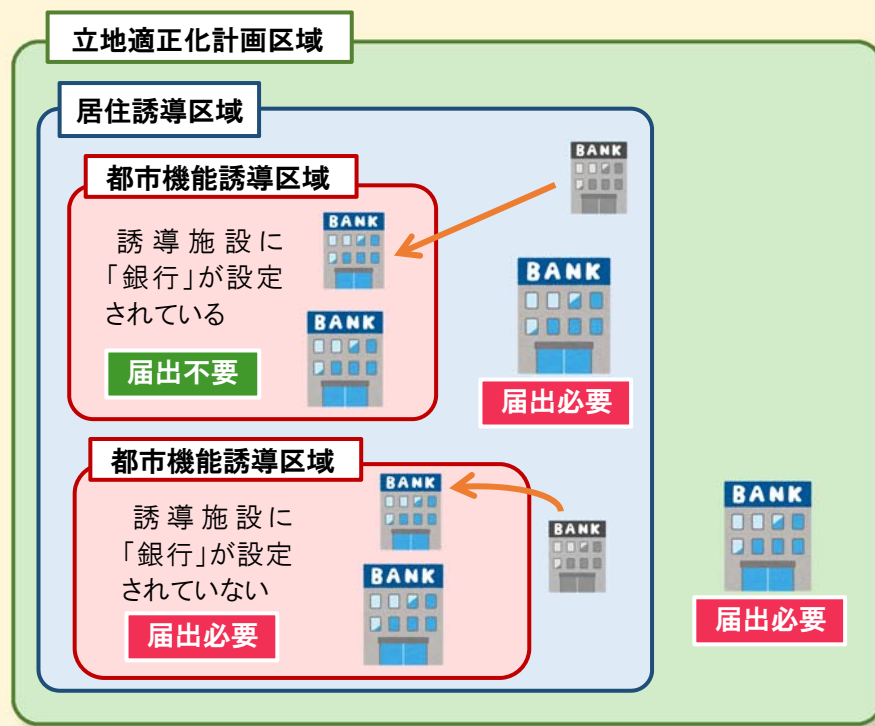 立地適正化計画区域
居住誘導区域
BANK
都市機能誘導区域
誘導施設に
「銀行」が設定
されている
BANK
BANK
BANK
届出不要
届出必要
都市機能誘導区域
誘導施設に
「銀行」が設定
されていない
BANK
BANK
BANK
BANK
届出必要
届出必要